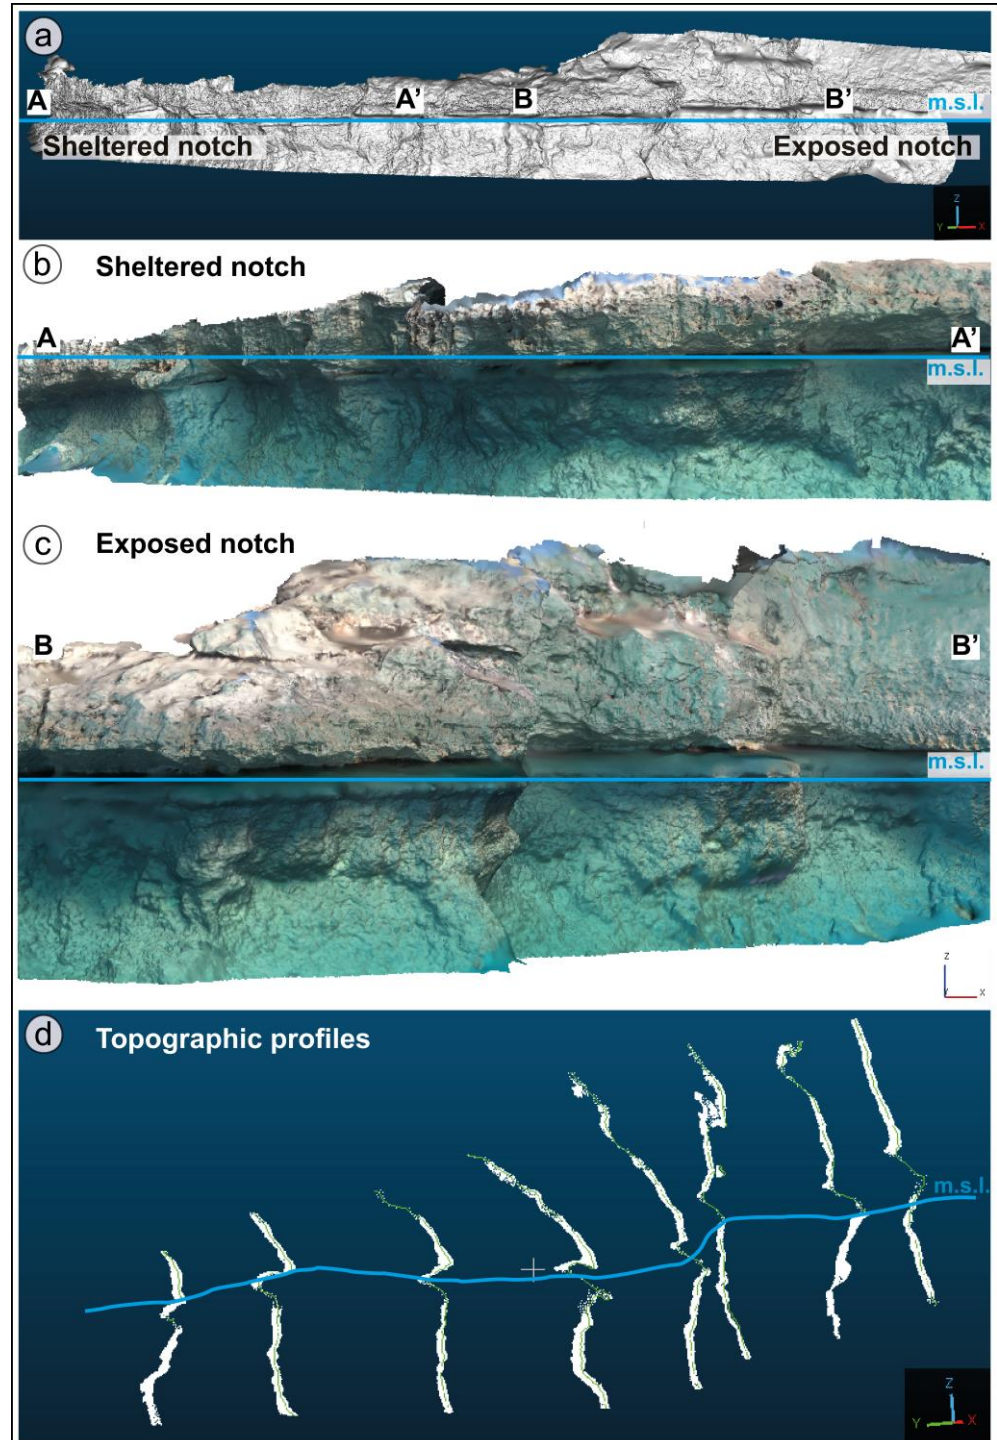 a
A
A'
B
B'
m.s.l.
Sheltered notch
Exposed notch
Z
Y
X
b
Sheltered notch
A
A'
m.s.l.
c
Exposed notch
B
B'
m.s.l.
z
y
x
d
Topographic profiles
m.s.l.
Z
Y
X